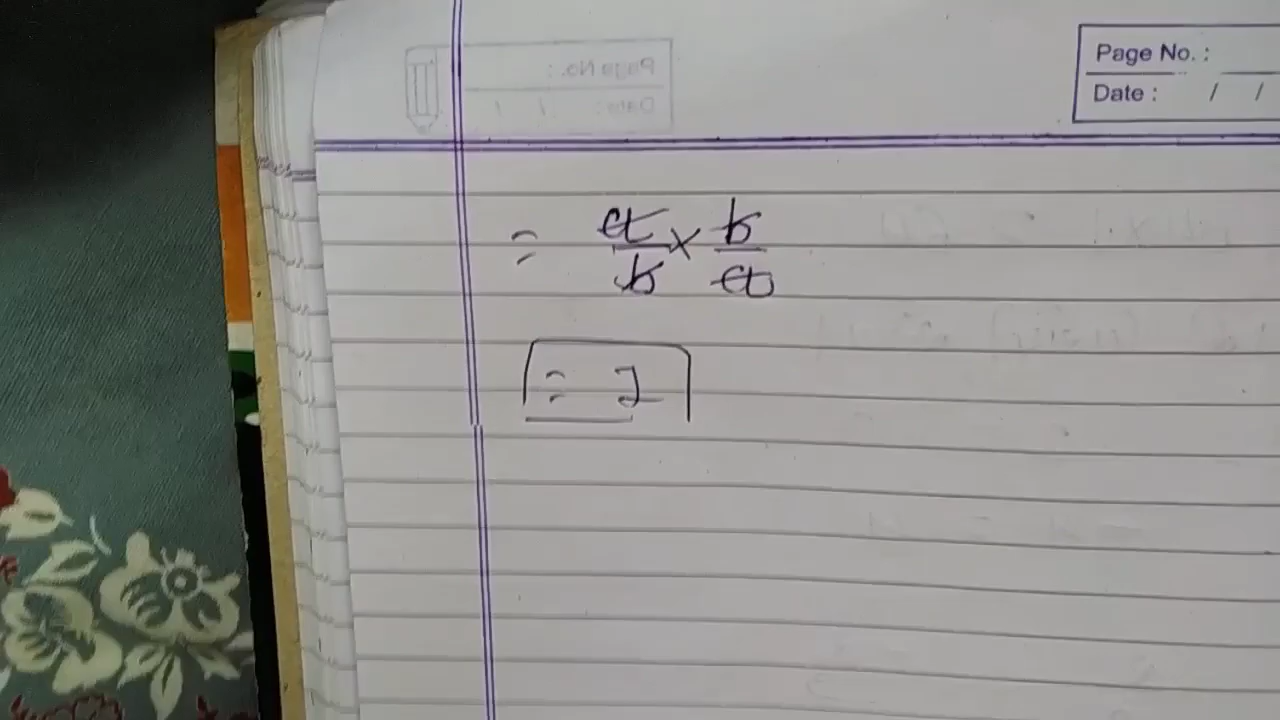 Page No. :
Date : / /
= a/b × b/a
= 1